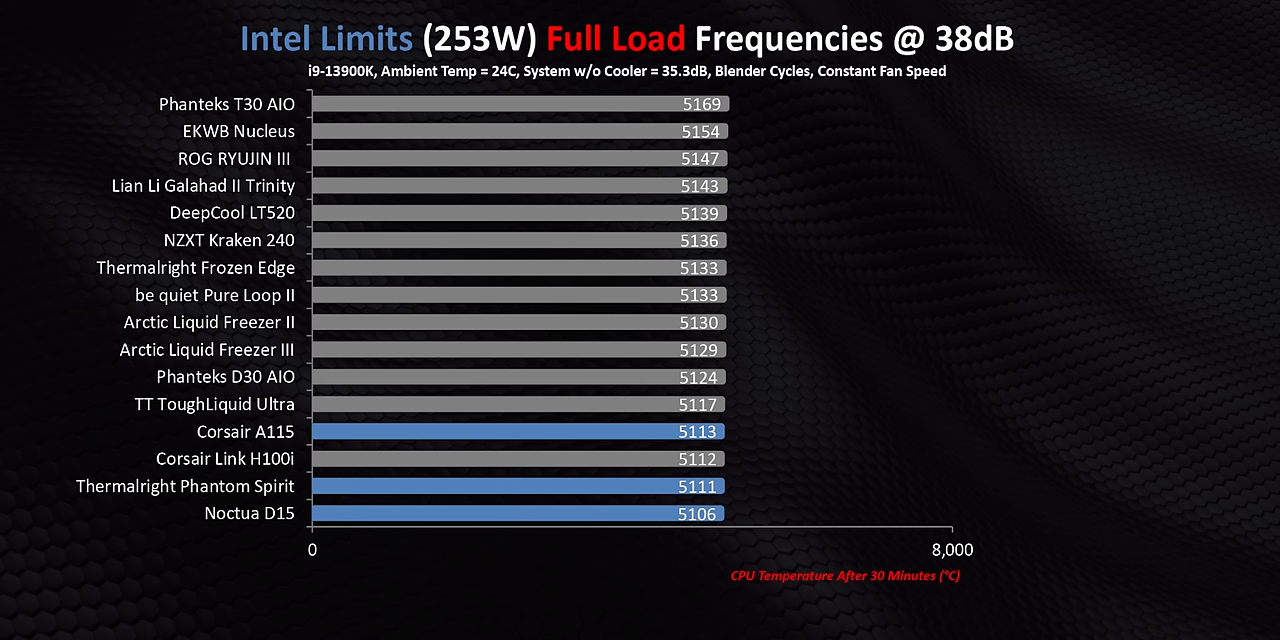 Intel Limits (253W) Full Load Frequencies @ 38dB
i9-13900K, Ambient Temp = 24C, System w/o Cooler = 35.3dB, Blender Cycles, Constant Fan Speed
Phanteks T30 AIO 5169
EKWB Nucleus 5154
ROG RYUJIN III 5147
Lian Li Galahad II Trinity 5143
DeepCool LT520 5139
NZXT Kraken 240 5136
Thermalright Frozen Edge 5133
be quiet Pure Loop II 5133
Arctic Liquid Freezer II 5130
Arctic Liquid Freezer III 5129
Phanteks D30 AIO 5124
TT ToughLiquid Ultra 5117
Corsair A115 5113
Corsair Link H100i 5112
Thermalright Phantom Spirit 5111
Noctua D15 5106
0 8,000
CPU Temperature After 30 Minutes (°C)